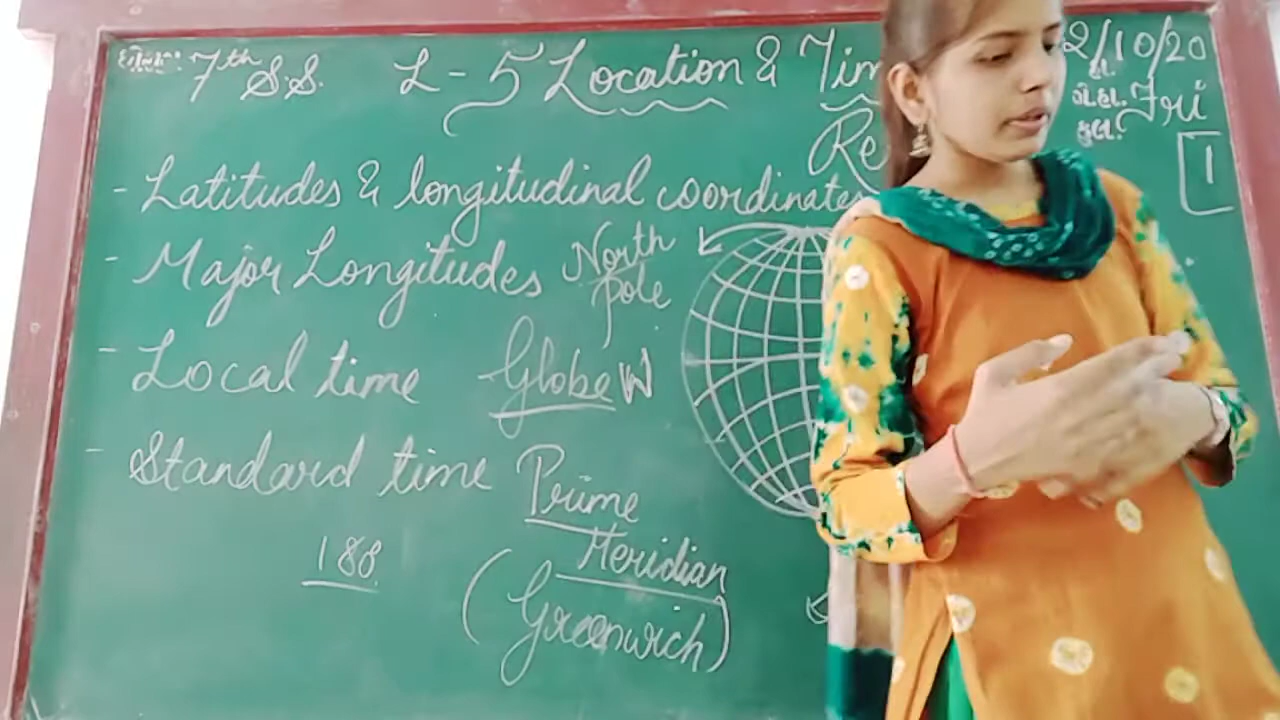 7th S.S. L-5 Location & Tim 2/10/20
Fri
Re
1
- Latitudes & longitudinal coordinates
- Major Longitudes North pole
- Local time Globe W
- Standard time Prime
Meridian
188
(Greenwich)